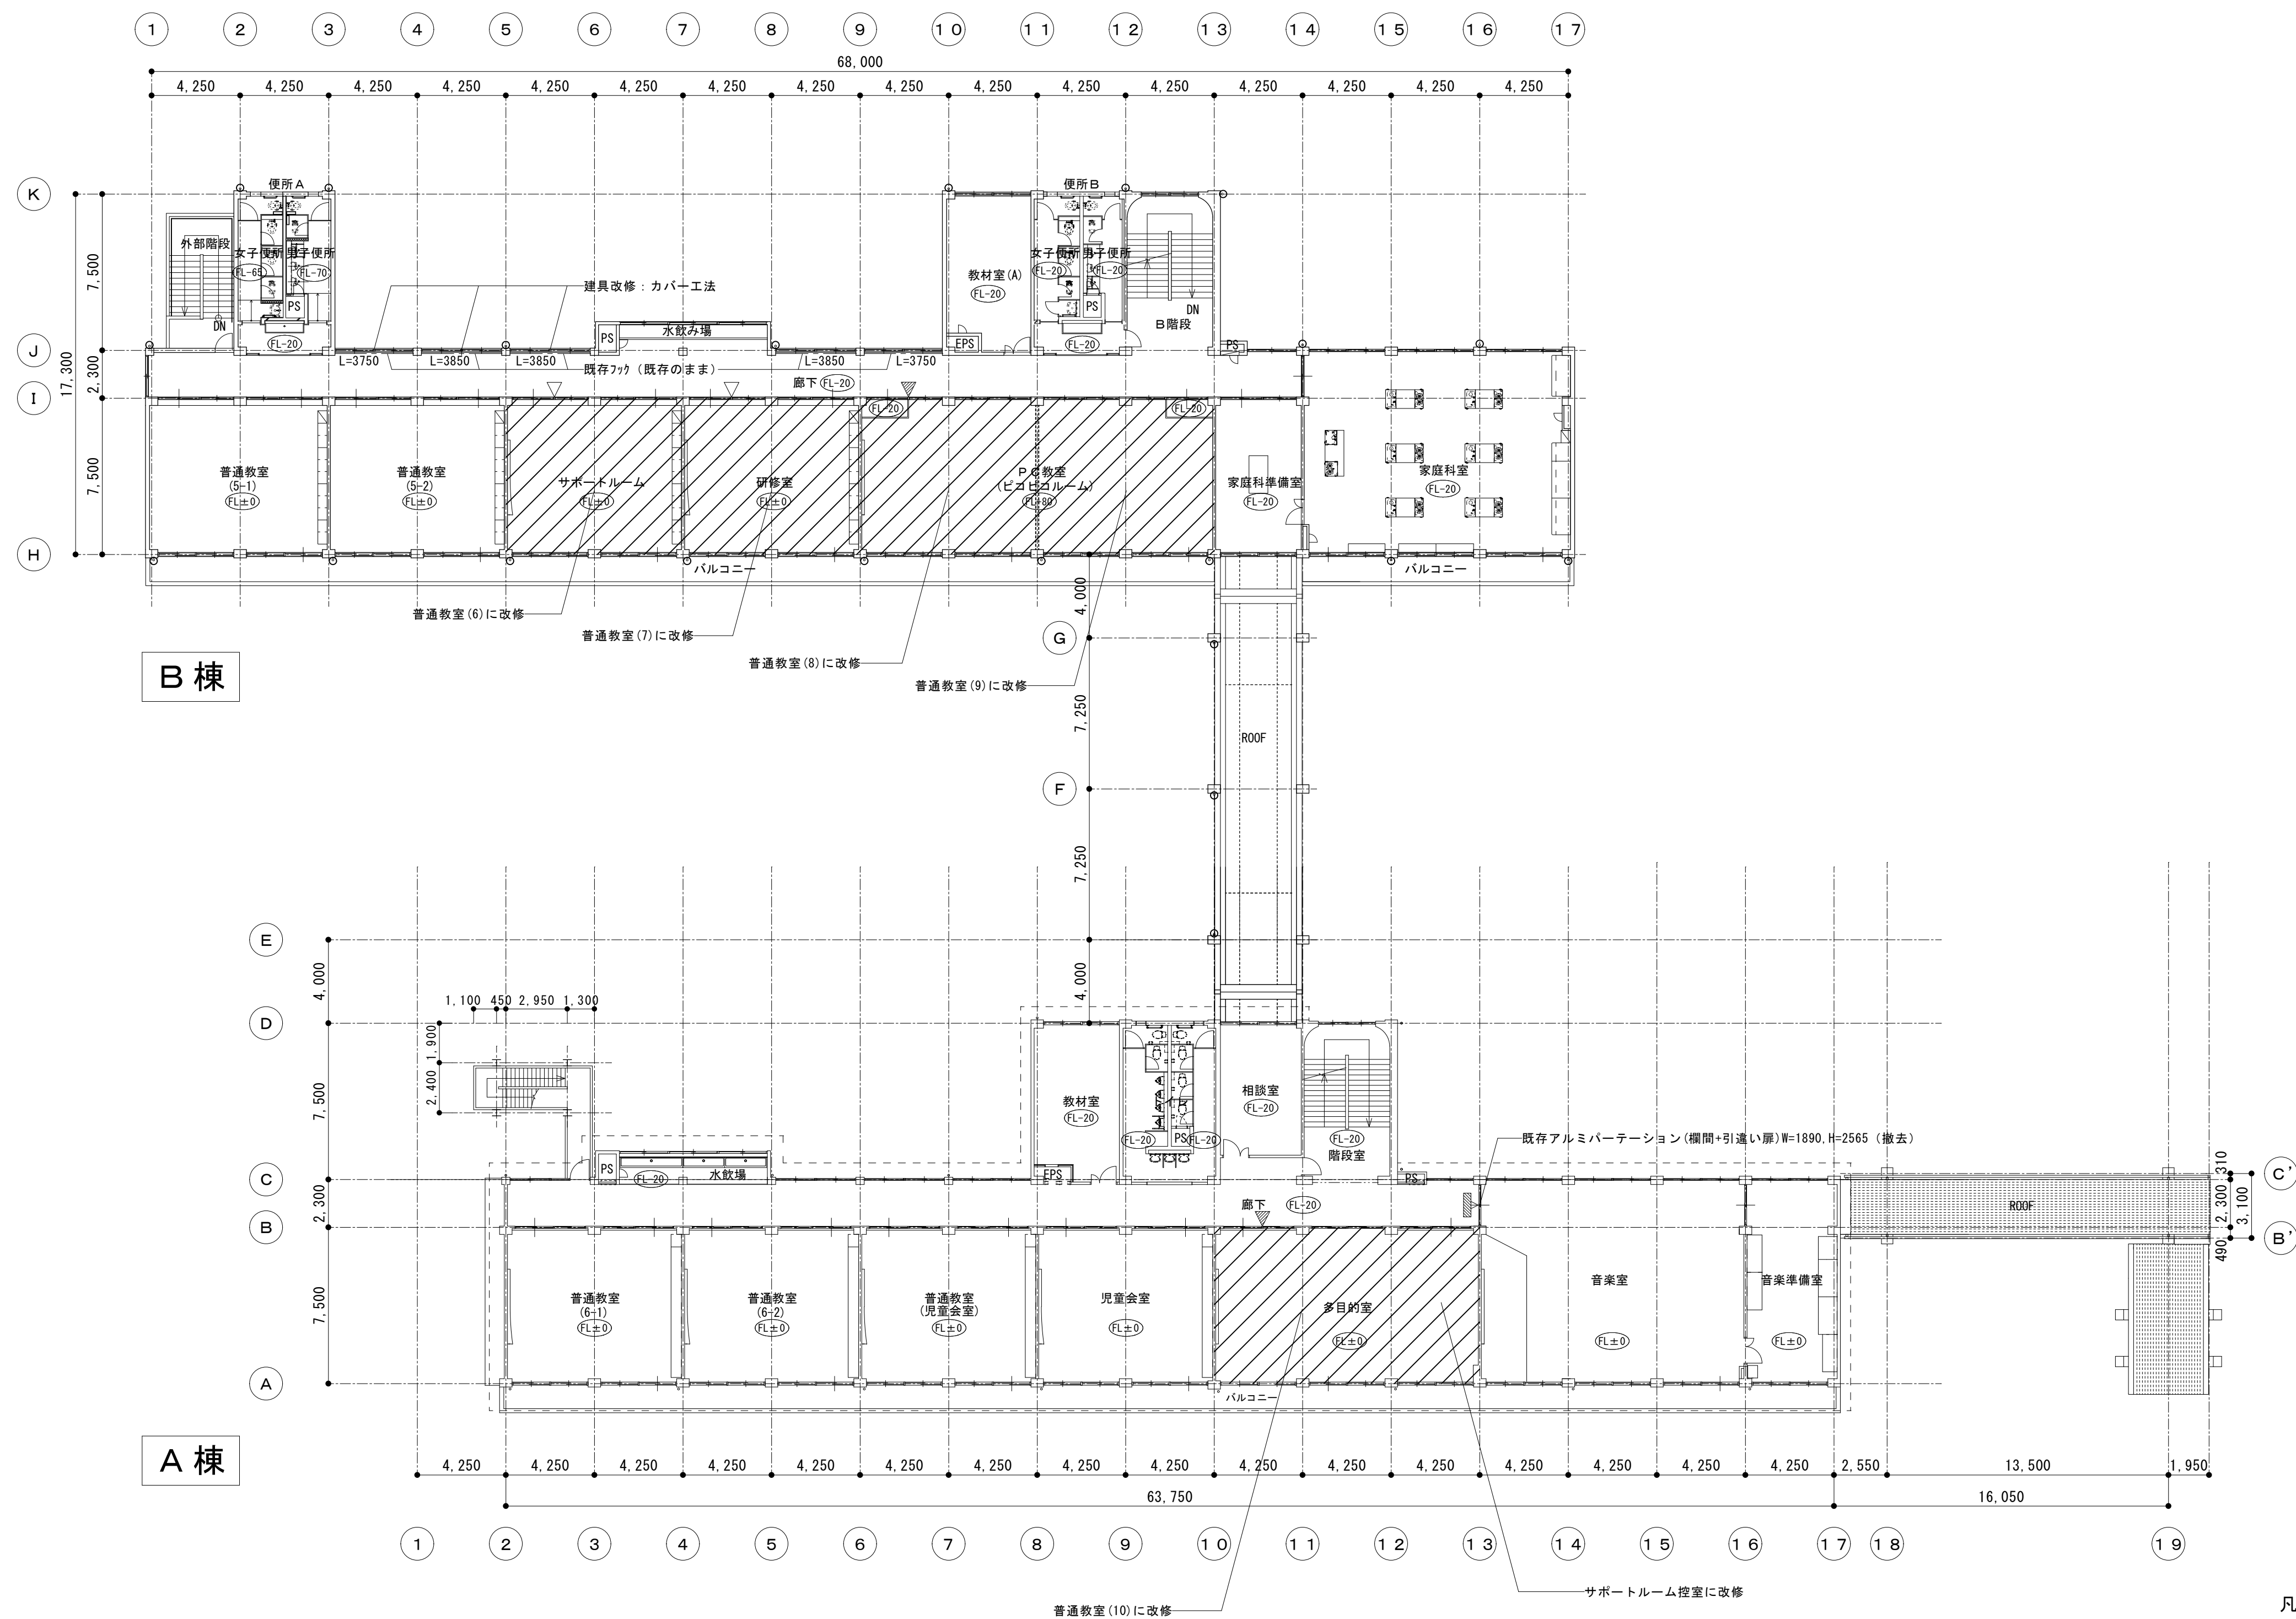 １ ２ ３ ４ ５ ６ ７ ８ ９ １０ １１ １２ １３ １４ １５ １６ １７
68,000
4,250 4,250 4,250 4,250 4,250 4,250 4,250 4,250 4,250 4,250 4,250 4,250 4,250 4,250 4,250 4,250
K
J
I
H
17,300
7,500
2,300
7,500
便所Ａ
外部階段
女子便所 男子便所
FL-65 FL-70
PS
DN
FL-20
建具改修：カバー工法
PS
水飲み場
L=3750 L=3850 L=3850 L=3850 L=3750
既存ﾌｯｸ（既存のまま）
廊下 FL-20
便所Ｂ
教材室(A)
FL-20
EPS
女子便所 男子便所
FL-20 FL-20
PS
FL-20
DN
Ｂ階段
PS
FL-20 FL-20
普通教室
(5-1)
FL±0
普通教室
(5-2)
FL±0
サポートルーム
FL±0
研修室
FL±0
ＰＣ教室
(ピコピコルーム)
FL-80
家庭科準備室
FL-20
家庭科室
FL-20
バルコニー
バルコニー
普通教室(6)に改修
普通教室(7)に改修
普通教室(8)に改修
普通教室(9)に改修
Ｂ棟
4,000
G
7,250
ROOF
F
7,250
E
4,000
4,000
D
1,100 450 2,950 1,300
1,900
2,400
7,500
C
2,300
B
7,500
A
教材室
FL-20
EPS
FL-20
PS
FL-20
相談室
FL-20
FL-20
階段室
PS
既存アルミパーテーション(欄間+引違い扉)W=1890,H=2565（撤去）
PS
FL-20
水飲場
廊下
FL-20
310
2,300
3,100
490
C'
B'
ROOF
普通教室
(6-1)
FL±0
普通教室
(6-2)
FL±0
普通教室
(児童会室)
FL±0
児童会室
FL±0
多目的室
FL±0
音楽室
FL±0
音楽準備室
FL±0
バルコニー
Ａ棟
4,250 4,250 4,250 4,250 4,250 4,250 4,250 4,250 4,250 4,250 4,250 4,250 4,250 4,250 4,250 4,250 2,550 13,500 1,950
63,750 16,050
１ ２ ３ ４ ５ ６ ７ ８ ９ １０ １１ １２ １３ １４ １５ １６ １７ １８ １９
サポートルーム控室に改修
普通教室(10)に改修
凡